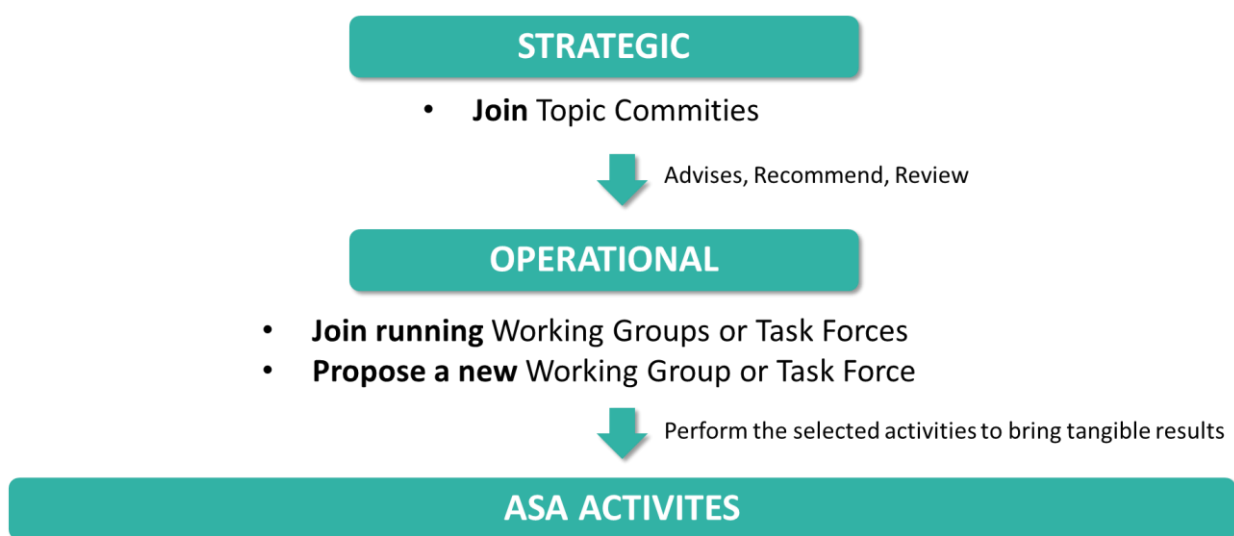 STRATEGIC
• Join Topic Commities
Advises, Recommend, Review
OPERATIONAL
• Join running Working Groups or Task Forces
• Propose a new Working Group or Task Force
Perform the selected activities to bring tangible results
ASA ACTIVITES